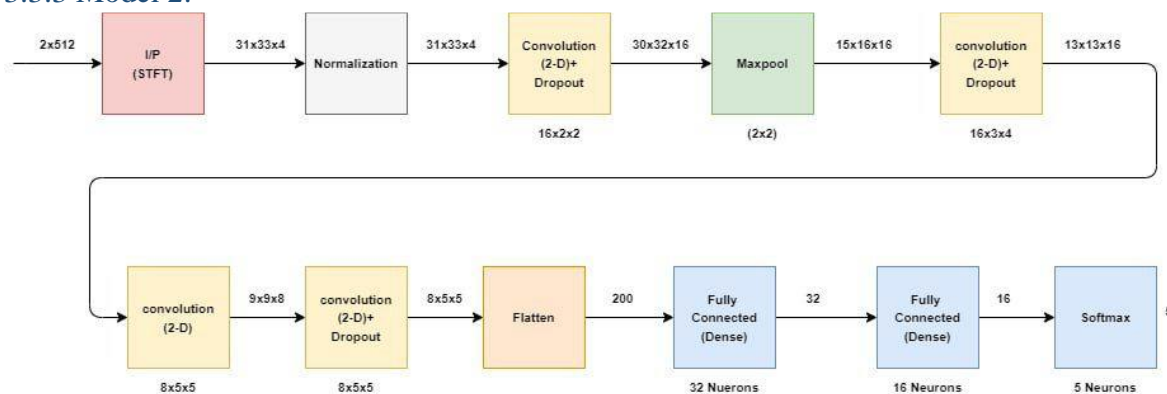 2x512
I/P
(STFT)
31x33x4
Normalization
31x33x4
Convolution
(2-D)+
Dropout
16x2x2
30x32x16
Maxpool
(2x2)
15x16x16
convolution
(2-D)+
Dropout
16x3x4
13x13x16
convolution
(2-D)
8x5x5
9x9x8
convolution
(2-D)+
Dropout
8x5x5
8x5x5
Flatten
200
Fully
Connected
(Dense)
32 Nuerons
32
Fully
Connected
(Dense)
16 Neurons
16
Softmax
5 Neurons